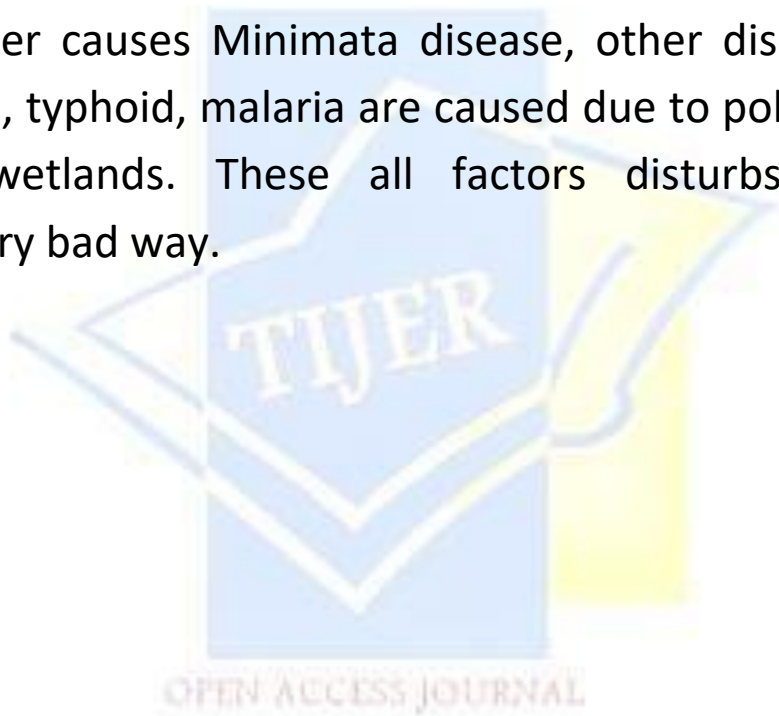 er causes Minimata disease, other dis
, typhoid, malaria are caused due to pol
wetlands. These all factors disturbs
ry bad way.
TIJER
OPEN ACCESS JOURNAL